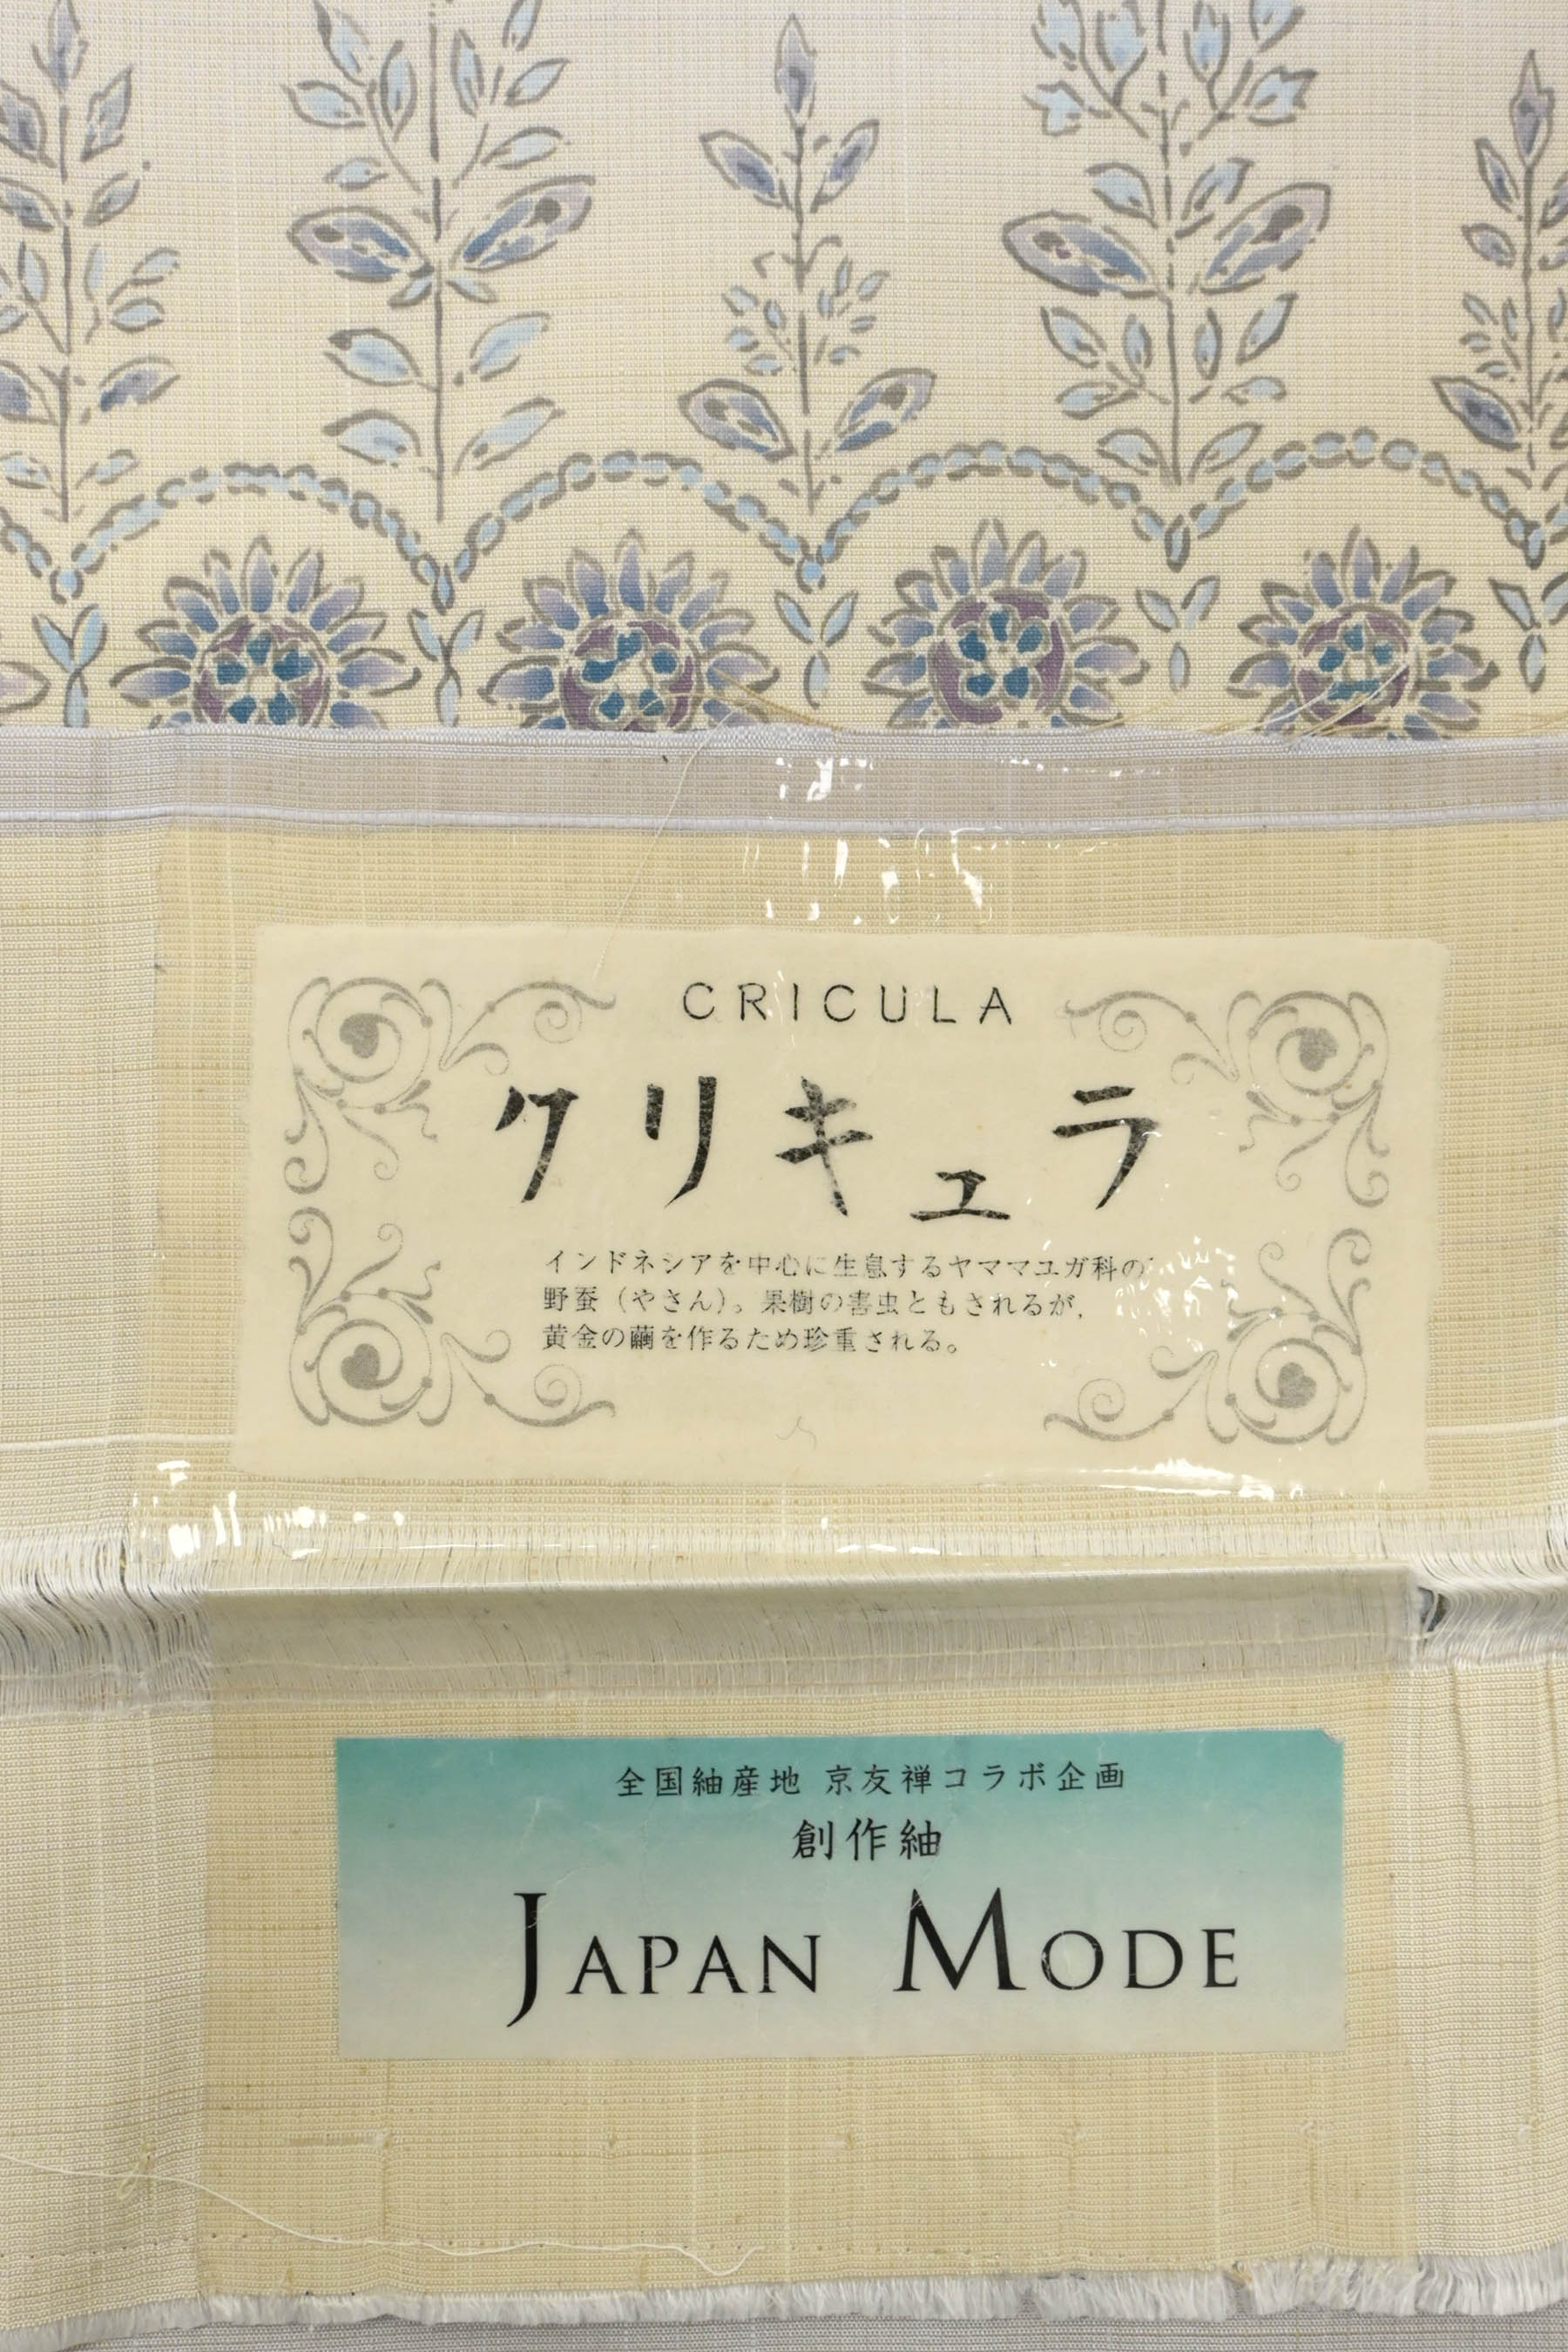 CRICULA
クリキュラ
インドネシアを中心に生息するヤママユガ科の
野蚕（やさん）。果樹の害虫ともされるが、
黄金の繭を作るため珍重される。
全国紬産地 京友禅コラボ企画
創作紬
JAPAN MODE